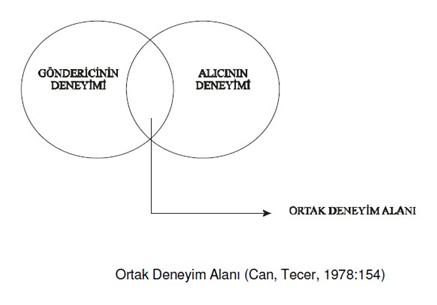 GÖNDERİCİNİN
DENEYİMİ
ALICININ
DENEYİMİ
ORTAK DENEYİM ALANI
Ortak Deneyim Alanı (Can, Tecer, 1978:154)